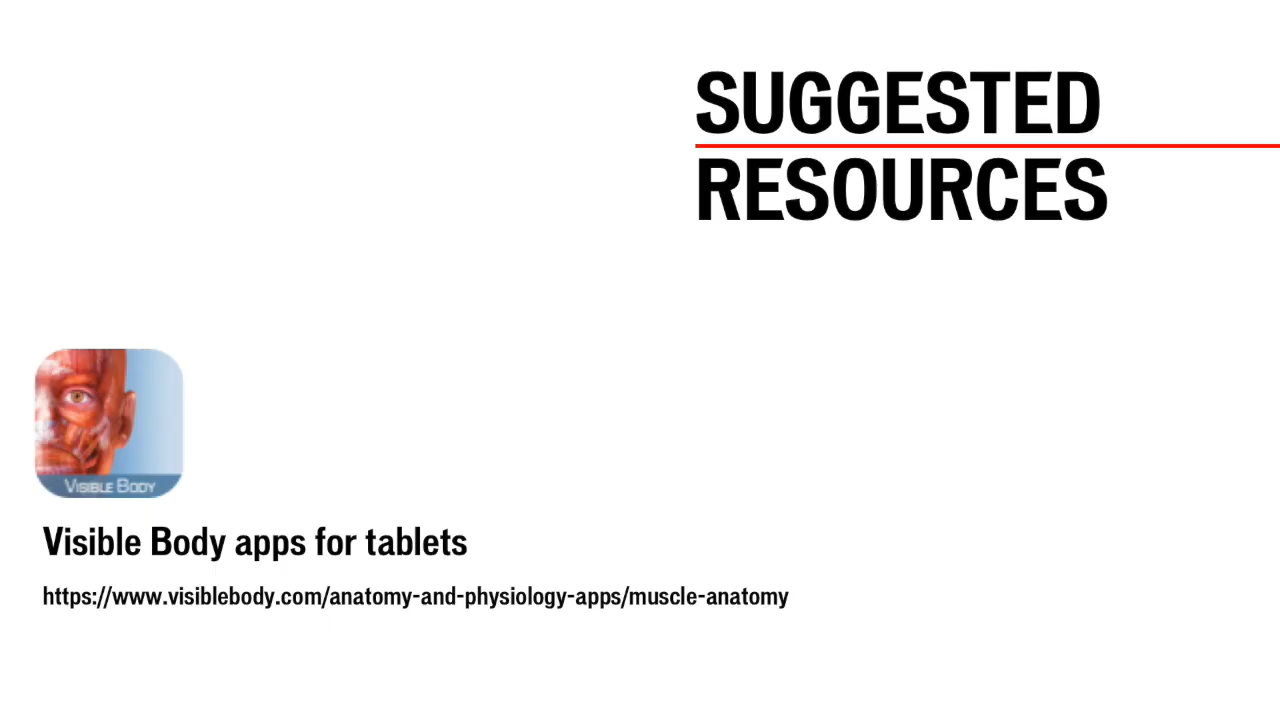 SUGGESTED
RESOURCES
VISIBLE BODY
Visible Body apps for tablets
https://www.visiblebody.com/anatomy-and-physiology-apps/muscle-anatomy